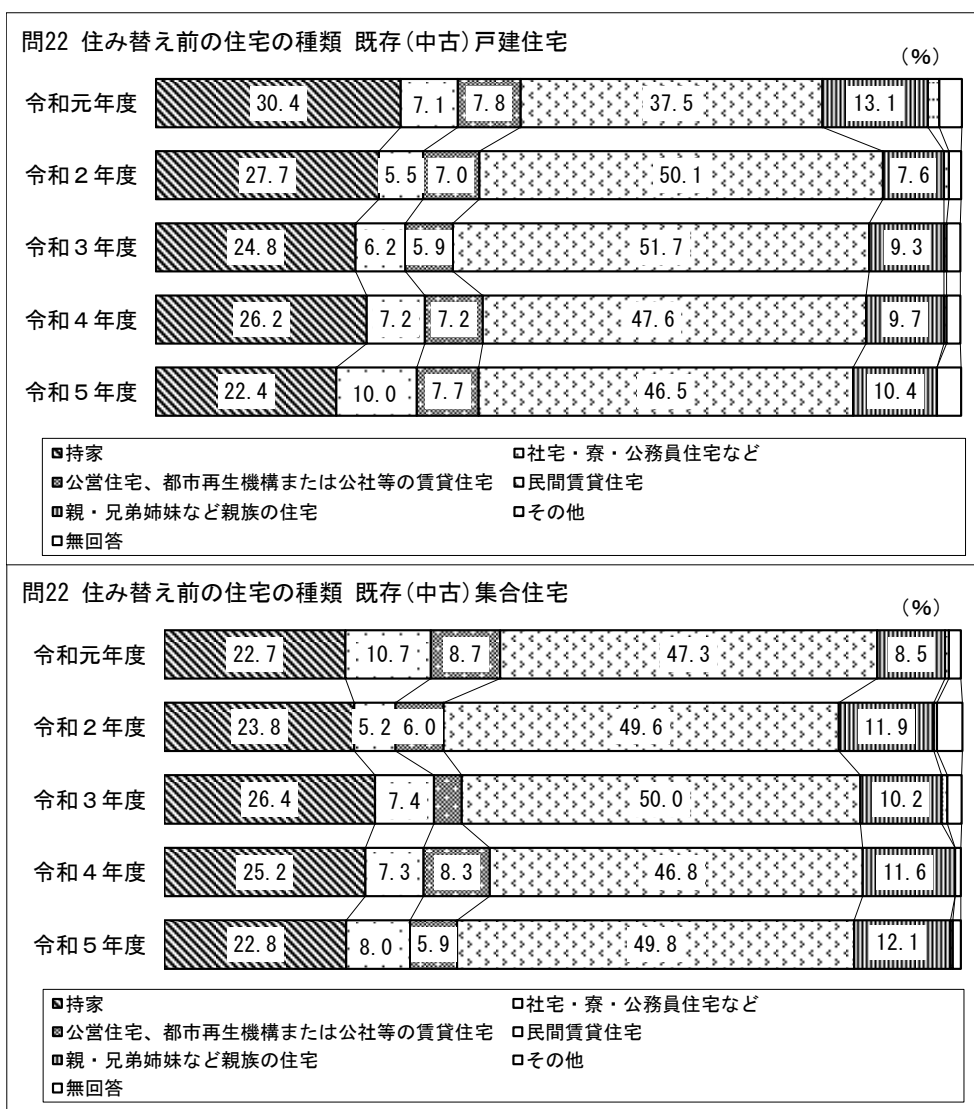 問22 住み替え前の住宅の種類 既存(中古)戸建住宅
(%)
令和元年度 30.4 7.1 7.8 37.5 13.1
令和2年度 27.7 5.5 7.0 50.1 7.6
令和3年度 24.8 6.2 5.9 51.7 9.3
令和4年度 26.2 7.2 7.2 47.6 9.7
令和5年度 22.4 10.0 7.7 46.5 10.4
持家 社宅・寮・公務員住宅など
公営住宅、都市再生機構または公社等の賃貸住宅 民間賃貸住宅
親・兄弟姉妹など親族の住宅 その他
無回答
問22 住み替え前の住宅の種類 既存(中古)集合住宅
(%)
令和元年度 22.7 10.7 8.7 47.3 8.5
令和2年度 23.8 5.2 6.0 49.6 11.9
令和3年度 26.4 7.4 50.0 10.2
令和4年度 25.2 7.3 8.3 46.8 11.6
令和5年度 22.8 8.0 5.9 49.8 12.1
持家 社宅・寮・公務員住宅など
公営住宅、都市再生機構または公社等の賃貸住宅 民間賃貸住宅
親・兄弟姉妹など親族の住宅 その他
無回答